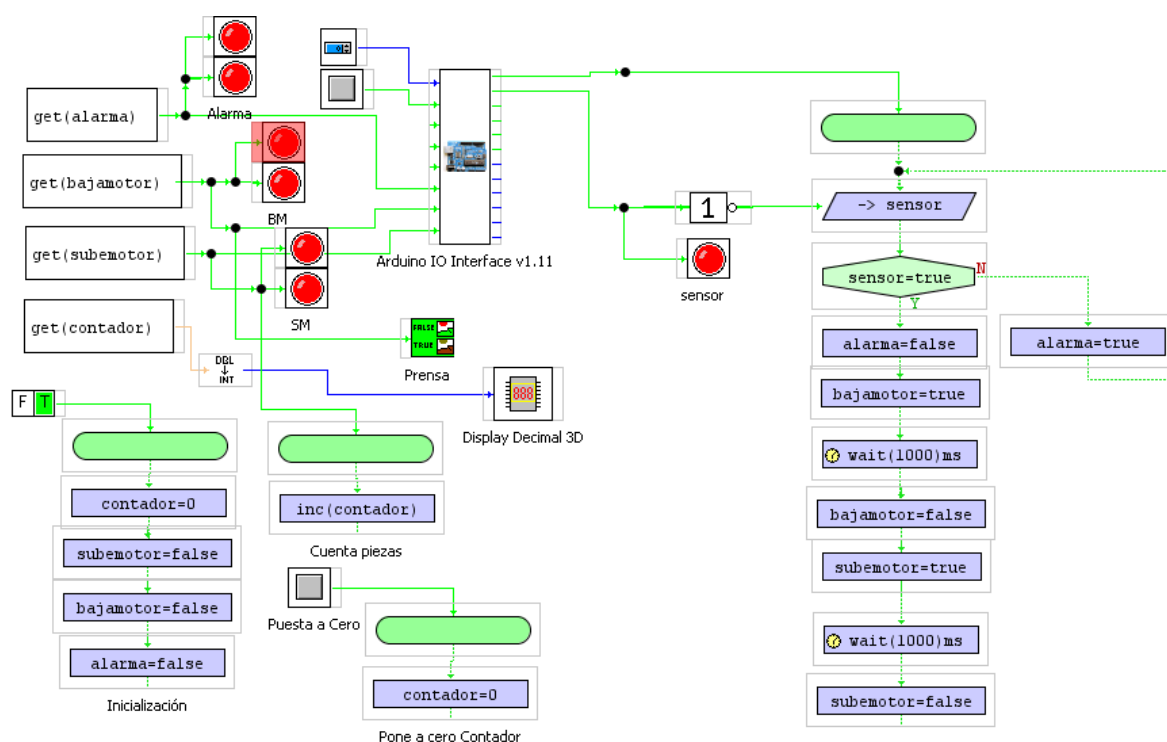 Alarma
get(alarma)
BM
get(bajamotor)
get(subemotor)
SM
get(contador)
DBL
INT
FALSE
TRUE
Prensa
888
Display Decimal 3D
Arduino IO Interface v1.11
1
sensor
F T
contador=0
subemotor=false
bajamotor=false
alarma=false
Inicialización
inc(contador)
Cuenta piezas
Puesta a Cero
contador=0
Pone a cero Contador
-> sensor
sensor=true
N
Y
alarma=false
alarma=true
bajamotor=true
wait(1000)ms
bajamotor=false
subemotor=true
wait(1000)ms
subemotor=false